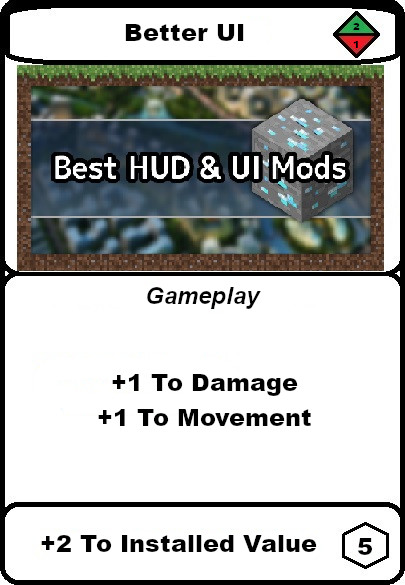 Better UI
2
1
Best HUD & UI Mods
Gameplay
+1 To Damage
+1 To Movement
+2 To Installed Value
5